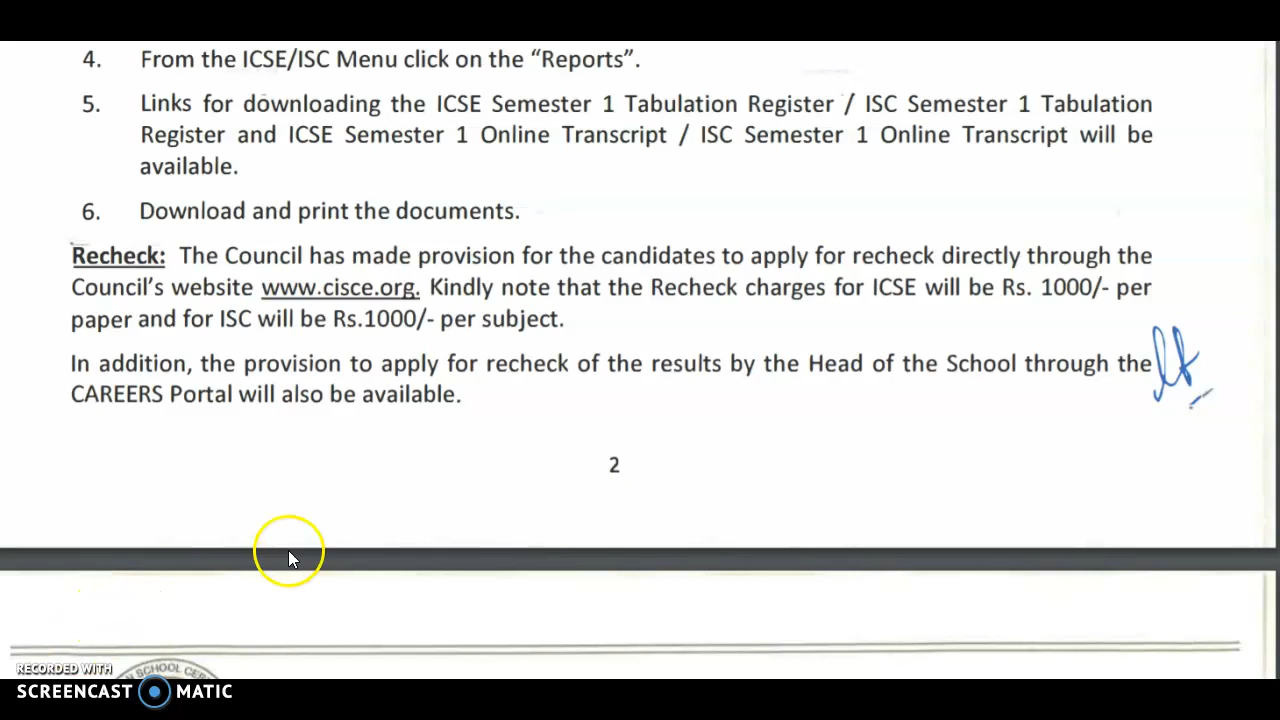 4. From the ICSE/ISC Menu click on the “Reports”.
5. Links for downloading the ICSE Semester 1 Tabulation Register / ISC Semester 1 Tabulation
Register and ICSE Semester 1 Online Transcript / ISC Semester 1 Online Transcript will be
available.
6. Download and print the documents.
Recheck: The Council has made provision for the candidates to apply for recheck directly through the
Council’s website www.cisce.org. Kindly note that the Recheck charges for ICSE will be Rs. 1000/- per
paper and for ISC will be Rs.1000/- per subject.
In addition, the provision to apply for recheck of the results by the Head of the School through the
CAREERS Portal will also be available.
2
SCHOOL
RECORDED WITH
SCREENCAST MATIC